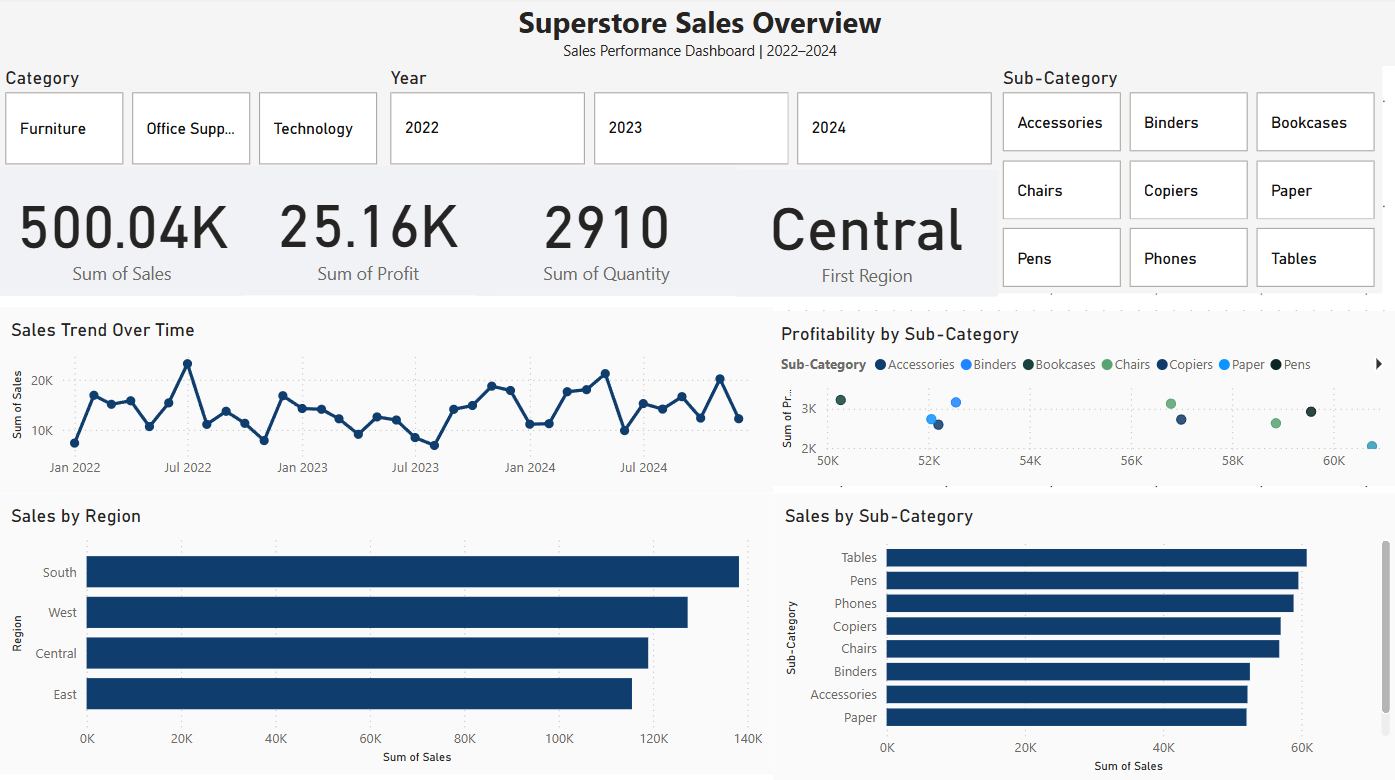 Superstore Sales Overview
Sales Performance Dashboard | 2022–2024
Category
Furniture
Office Supp...
Technology
Year
2022
2023
2024
Sub-Category
Accessories
Binders
Bookcases
Chairs
Copiers
Paper
Pens
Phones
Tables
500.04K
Sum of Sales
25.16K
Sum of Profit
2910
Sum of Quantity
Central
First Region
Sales Trend Over Time
Sum of Sales
20K
10K
Jan 2022
Jul 2022
Jan 2023
Jul 2023
Jan 2024
Jul 2024
Profitability by Sub-Category
Sub-Category Accessories Binders Bookcases Chairs Copiers Paper Pens
Sum of Pr...
3K
2K
50K
52K
54K
56K
58K
60K
Sales by Region
Region
South
West
Central
East
0K
20K
40K
60K
80K
100K
120K
140K
Sum of Sales
Sales by Sub-Category
Sub-Category
Tables
Pens
Phones
Copiers
Chairs
Binders
Accessories
Paper
0K
20K
40K
60K
Sum of Sales